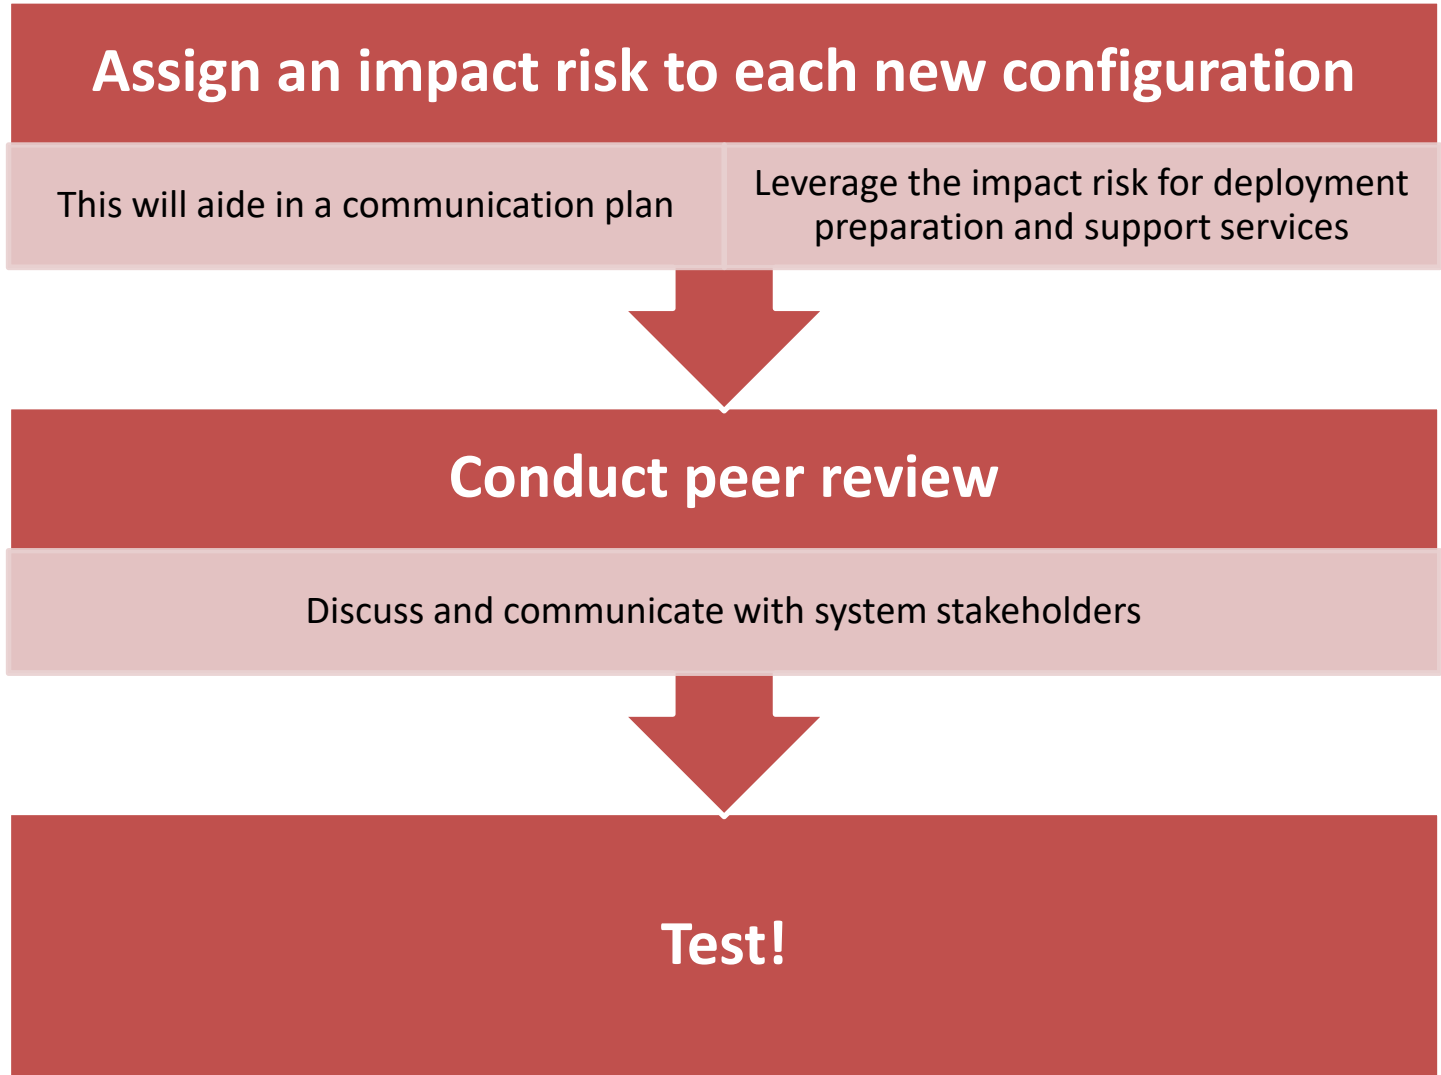 Assign an impact risk to each new configuration
This will aide in a communication plan
Leverage the impact risk for deployment
preparation and support services
Conduct peer review
Discuss and communicate with system stakeholders
Test!